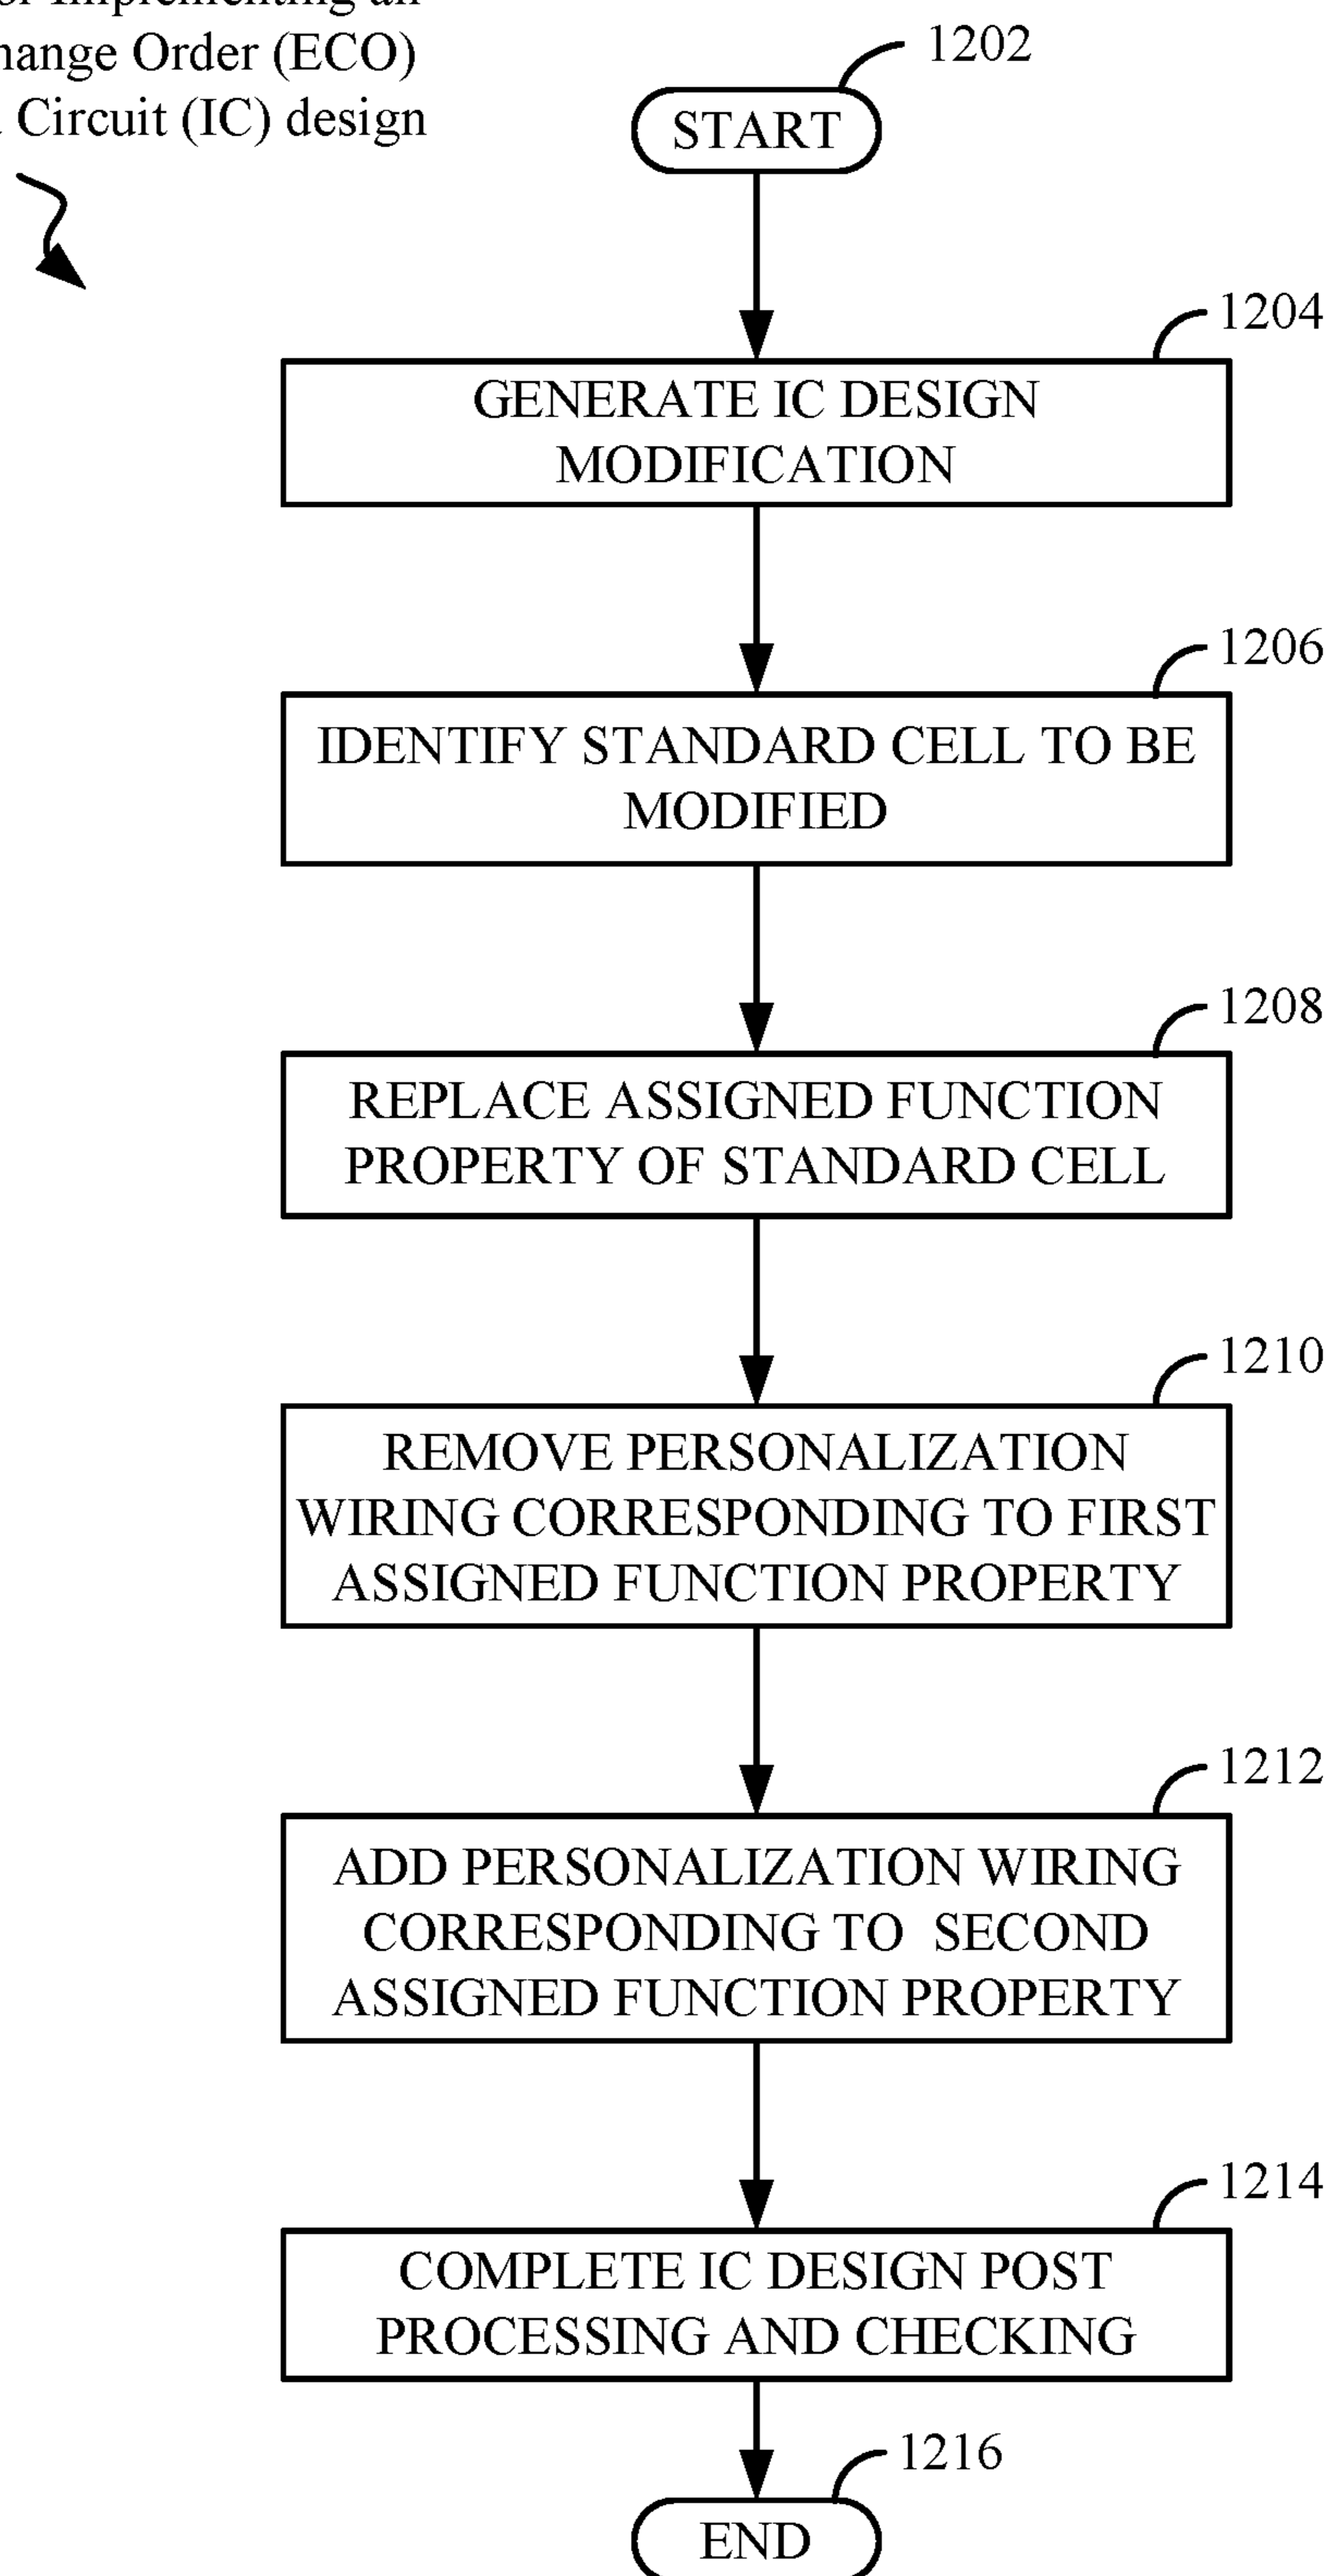 Implementing an
Change Order (ECO)
Circuit (IC) design
1202
START
1204
GENERATE IC DESIGN
MODIFICATION
1206
IDENTIFY STANDARD CELL TO BE
MODIFIED
1208
REPLACE ASSIGNED FUNCTION
PROPERTY OF STANDARD CELL
1210
REMOVE PERSONALIZATION
WIRING CORRESPONDING TO FIRST
ASSIGNED FUNCTION PROPERTY
1212
ADD PERSONALIZATION WIRING
CORRESPONDING TO SECOND
ASSIGNED FUNCTION PROPERTY
1214
COMPLETE IC DESIGN POST
PROCESSING AND CHECKING
1216
END